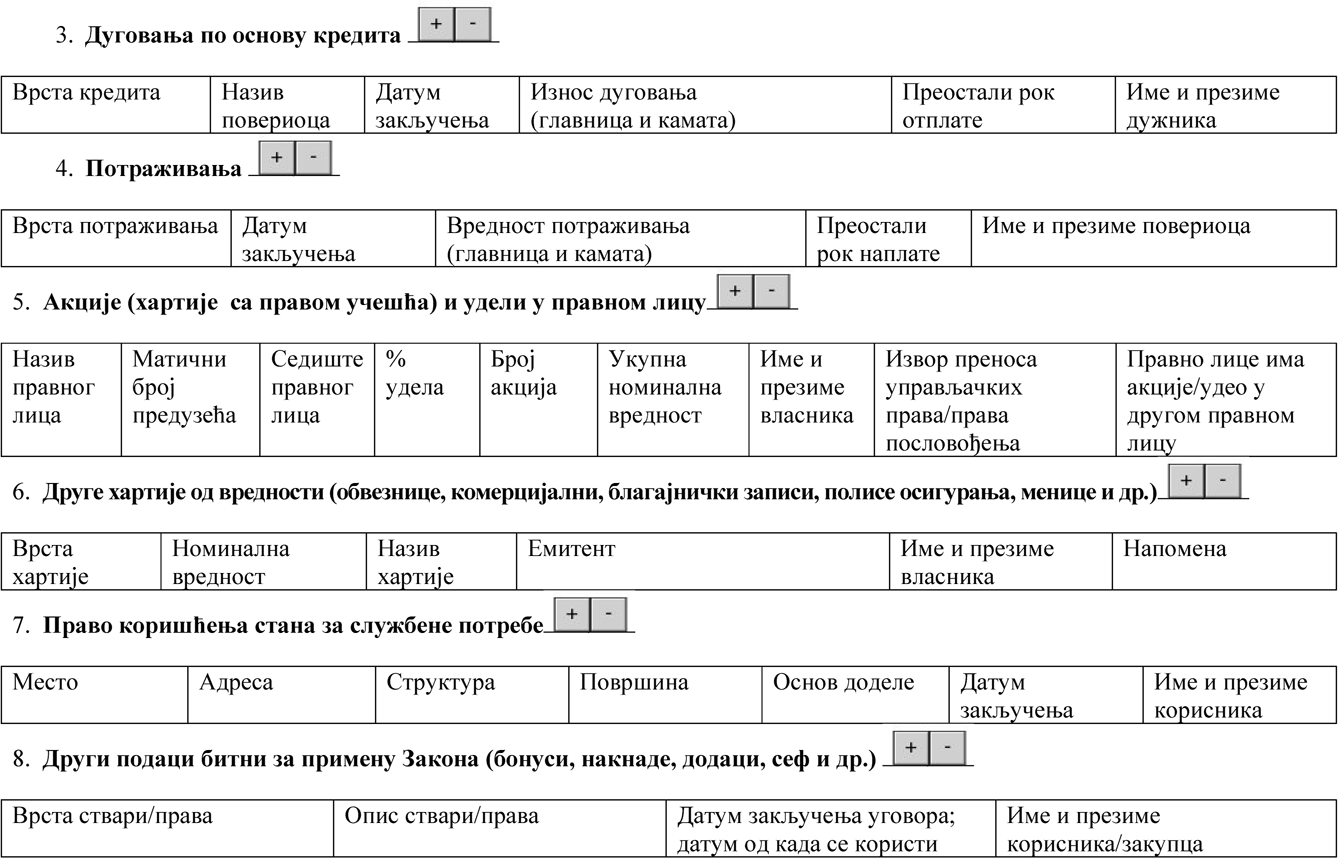 3. Дуговања по основу кредита + -
Врста кредита Назив повериоца Датум закључења Износ дуговања (главница и камата) Преостали рок отплате Име и презиме дужника
4. Потраживања + -
Врста потраживања Датум закључења Вредност потраживања (главница и камата) Преостали рок наплате Име и презиме повериоца
5. Акције (хартије са правом учешћа) и удели у правном лицу + -
Назив правног лица Матични број предузећа Седиште правног лица % удела Број акција Укупна номинална вредност Име и презиме власника Извор преноса управљачких права/права пословођења Правно лице има акције/удео у другом правном лицу
6. Друге хартије од вредности (обвезнице, комерцијални, благајнички записи, полисе осигурања, менице и др.) + -
Врста хартије Номинална вредност Назив хартије Емитент Име и презиме власника Напомена
7. Право коришћења стана за службене потребе + -
Место Адреса Структура Површина Основ доделе Датум закључења Име и презиме корисника
8. Други подаци битни за примену Закона (бонуси, накнаде, додаци, сеф и др.) + -
Врста ствари/права Опис ствари/права Датум закључења уговора; датум од када се користи Име и презиме корисника/закупца